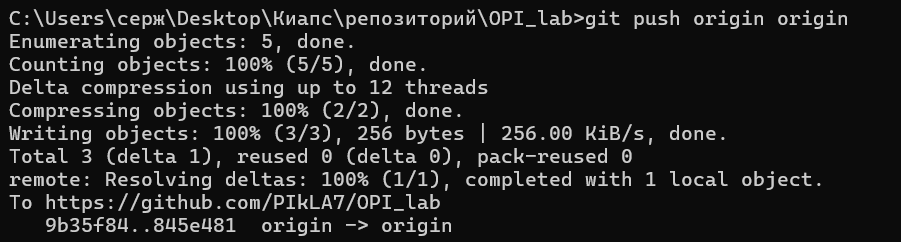 C:\Users\серж\Desktop\Киапс\репозиторий\OPI_lab>git push origin origin
Enumerating objects: 5, done.
Counting objects: 100% (5/5), done.
Delta compression using up to 12 threads
Compressing objects: 100% (2/2), done.
Writing objects: 100% (3/3), 256 bytes | 256.00 KiB/s, done.
Total 3 (delta 1), reused 0 (delta 0), pack-reused 0
remote: Resolving deltas: 100% (1/1), completed with 1 local object.
To https://github.com/PIkLA7/OPI_lab
   9b35f84..845e481  origin -> origin